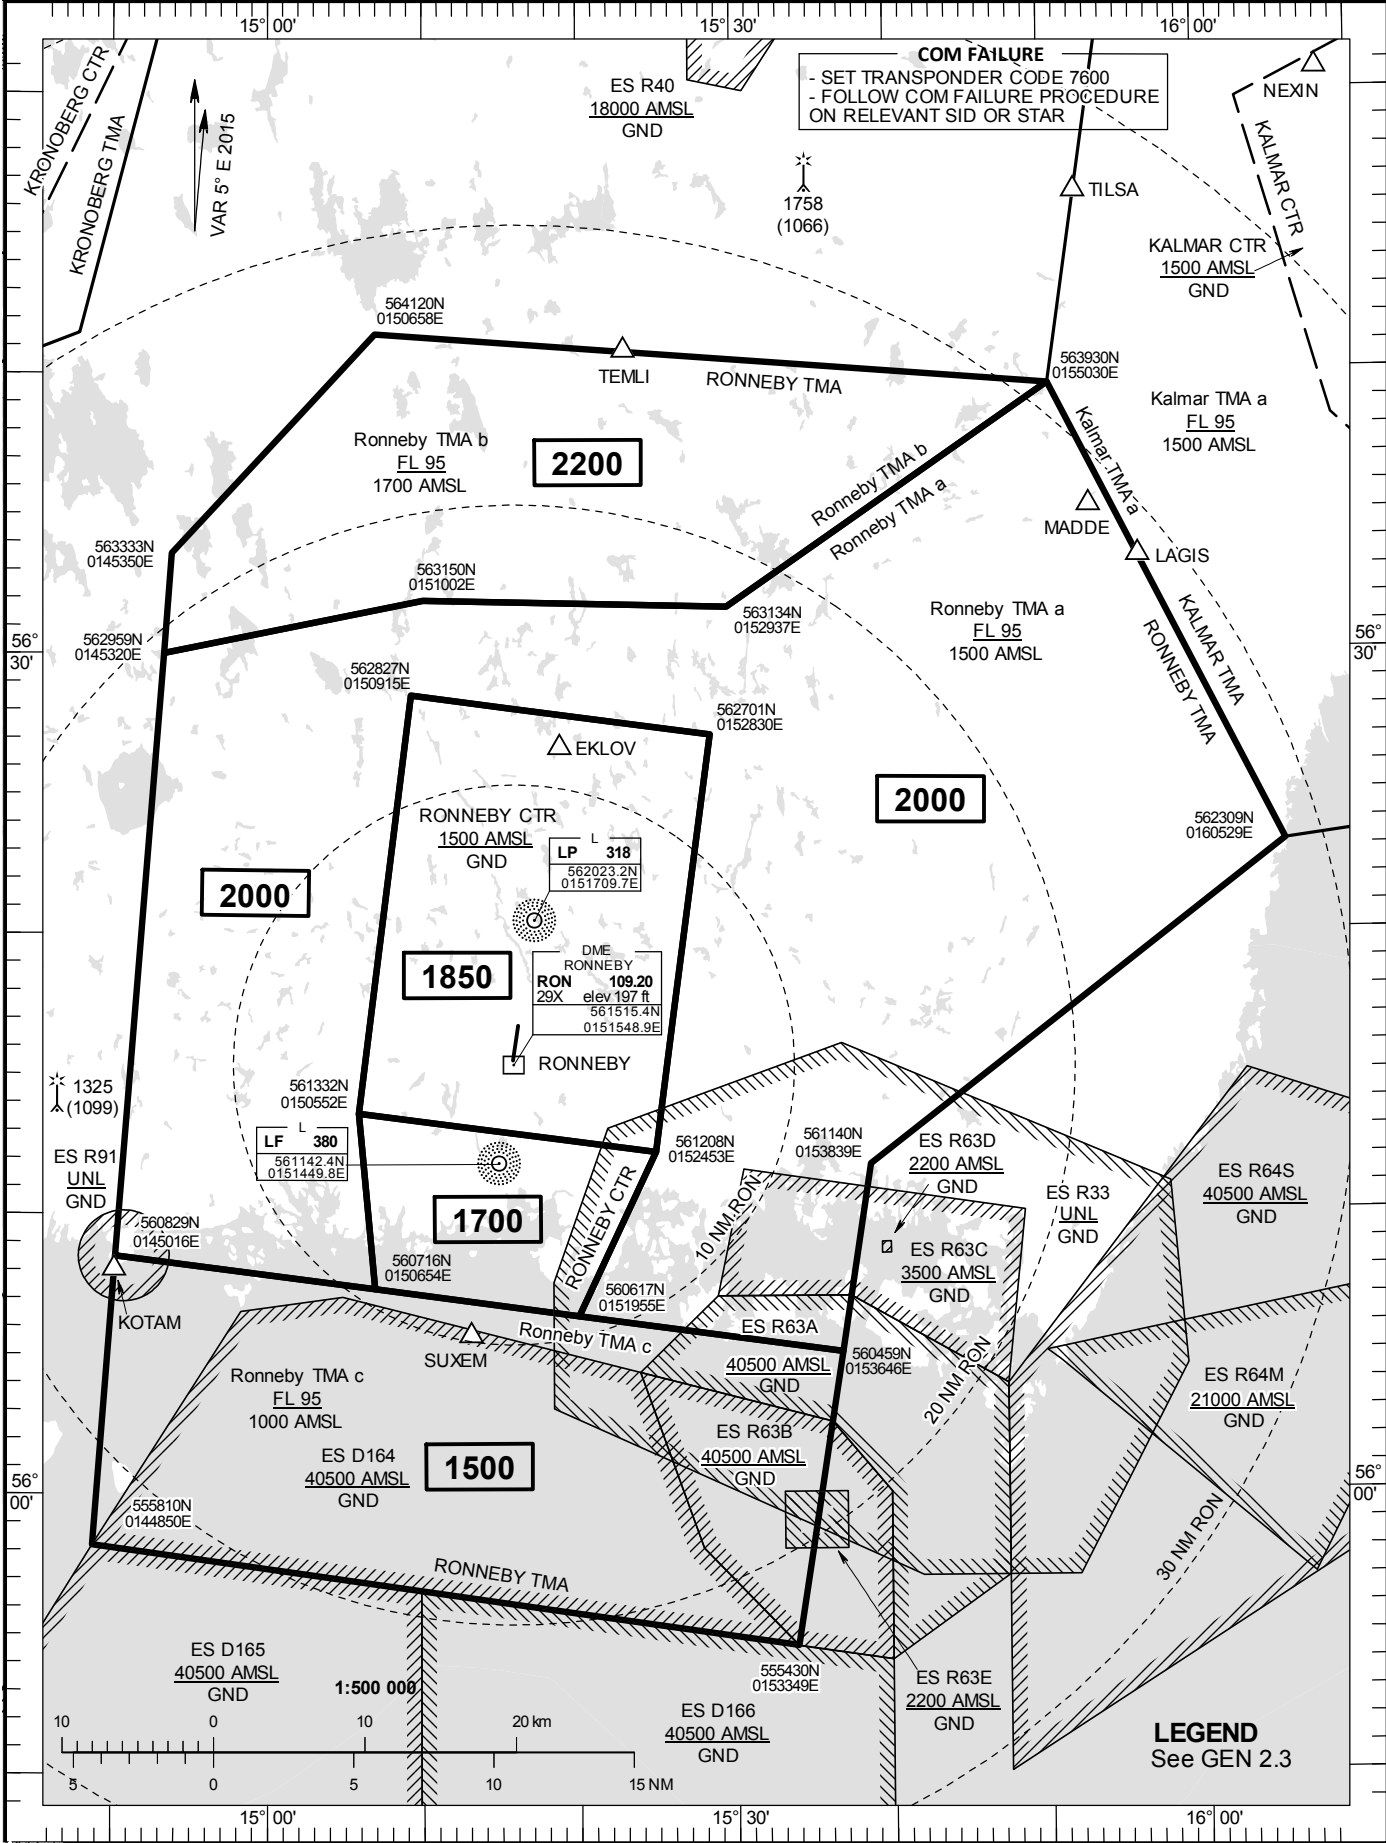 15°00'
15°30'
16°00'
KRONOBERG CTR
KRONOBERG TMA
VAR 5° E 2015
ES R40
18000 AMSL
GND
COM FAILURE
- SET TRANSPONDER CODE 7600
- FOLLOW COM FAILURE PROCEDURE
ON RELEVANT SID OR STAR
NEXIN
KALMAR CTR
1758
(1066)
TILSA
KALMAR CTR
1500 AMSL
GND
564120N
0150658E
TEMLI
RONNEBY TMA
563930N
0155030E
Kalmar TMA a
FL 95
1500 AMSL
Ronneby TMA b
FL 95
1700 AMSL
2200
Ronneby TMA b
Ronneby TMA a
Kalmar TMA a
MADDE
LAGIS
563333N
0145350E
563150N
0151002E
563134N
0152937E
Ronneby TMA a
FL 95
1500 AMSL
KALMAR TMA
RONNEBY TMA
56°
30'
56°
30'
562959N
0145320E
562827N
0150915E
562701N
0152830E
EKLOV
2000
562309N
0160529E
RONNEBY CTR
1500 AMSL
GND
L
LP 318
562023.2N
0151709.7E
2000
1850
DME
RONNEBY
RON 109.20
29X elev 197 ft
561515.4N
0151548.9E
RONNEBY
1325
(1099)
561332N
0150552E
L
LF 380
561142.4N
0151449.8E
561208N
0152453E
561140N
0153839E
ES R63D
2200 AMSL
GND
ES R33
UNL
GND
ES R64S
40500 AMSL
GND
ES R91
UNL
GND
560829N
0145016E
1700
RONNEBY CTR
10 NM RON
ES R63C
3500 AMSL
GND
KOTAM
560716N
0150654E
560617N
0151955E
SUXEM
Ronneby TMA c
ES R63A
40500 AMSL
GND
560459N
0153646E
20 NM RON
ES R64M
21000 AMSL
GND
Ronneby TMA c
FL 95
1000 AMSL
ES D164
40500 AMSL
GND
1500
ES R63B
40500 AMSL
GND
56°
00'
56°
00'
555810N
0144850E
RONNEBY TMA
30 NM RON
ES D165
40500 AMSL
GND
1:500 000
555430N
0153349E
ES D166
40500 AMSL
GND
ES R63E
2200 AMSL
GND
LEGEND
See GEN 2.3
10 0 10 20 km
5 0 5 10 15 NM
15°00'
15°30'
16°00'